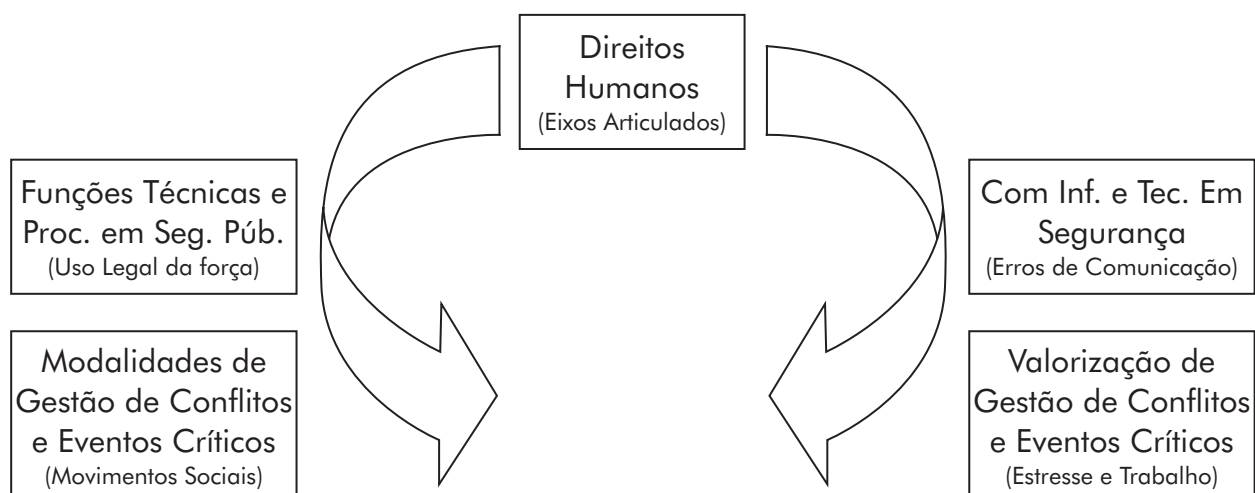 Direitos
Humanos
(Eixos Articulados)
Funções Técnicas e
Proc. em Seg. Púb.
(Uso Legal da força)
Com Inf. e Tec. Em
Segurança
(Erros de Comunicação)
Modalidades de
Gestão de Conflitos
e Eventos Críticos
(Movimentos Sociais)
Valorização de
Gestão de Conflitos
e Eventos Críticos
(Estresse e Trabalho)